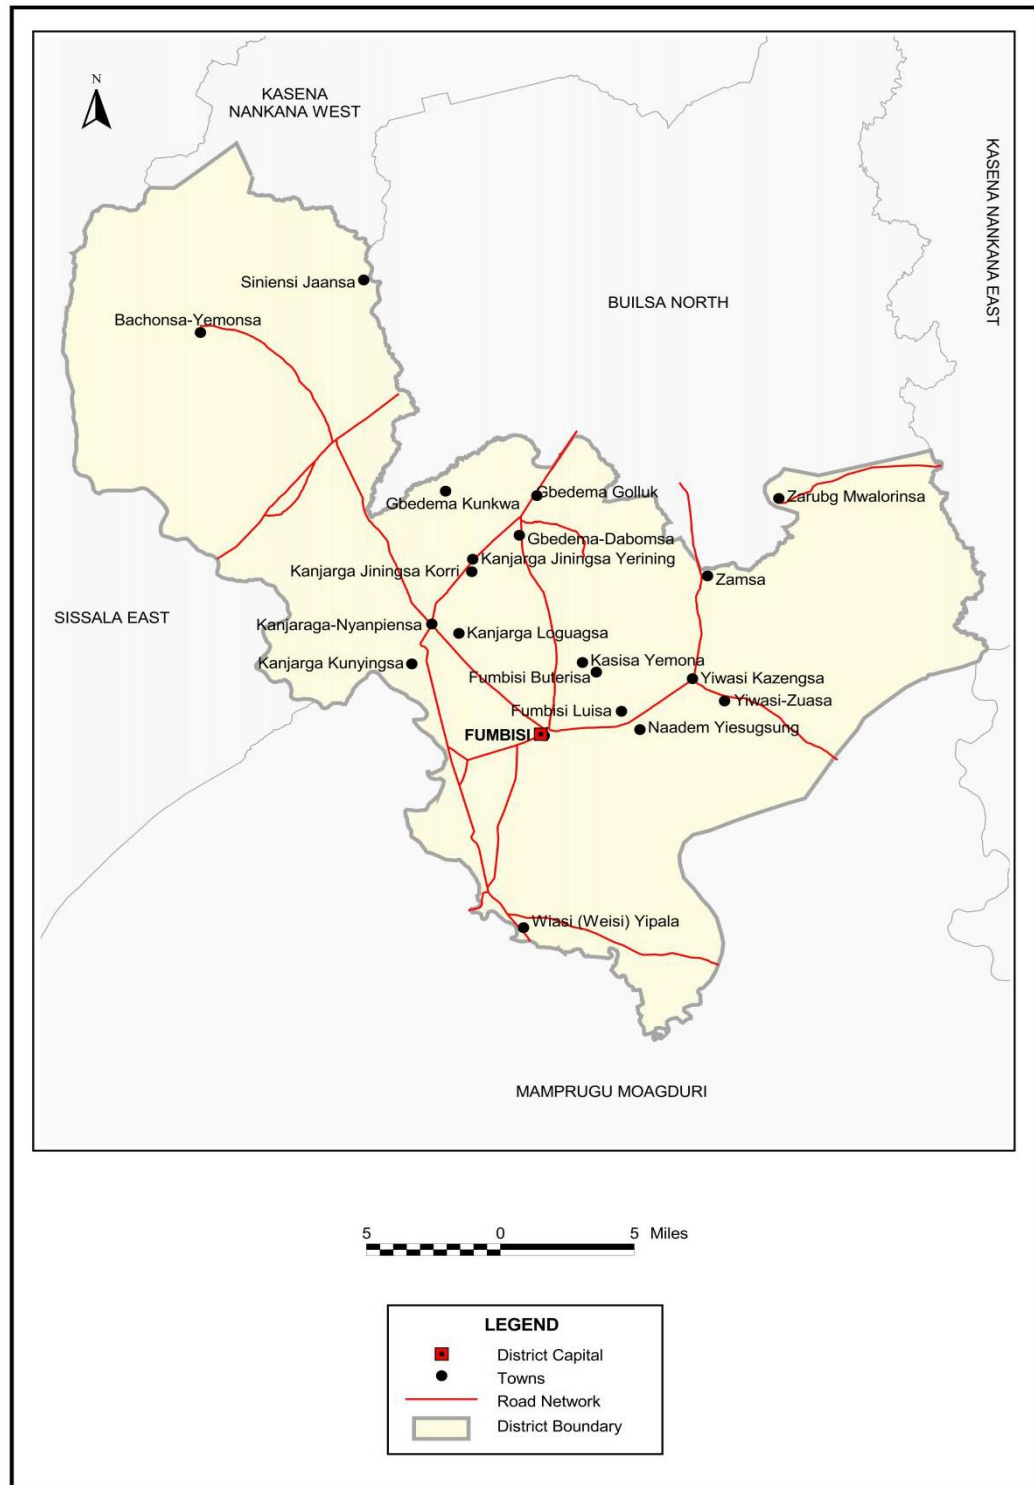 N
KASENA
NANKANA WEST
KASENA NANKANA EAST
Siniensi Jaansa
BUILSA NORTH
Bachonsa-Yemonsa
Gbedema Kunkwa
Gbedema Golluk
Zarubg Mwalorinsa
Gbedema-Dabomsa
Kanjarga Jiningsa Yerining
Kanjarga Jiningsa Korri
Zamsa
SISSALA EAST
Kanjaraga-Nyanpiensa
Kanjarga Loguagsa
Kanjarga Kunyingsa
Kasisa Yemona
Fumbisi Buterisa
Yiwasi Kazengsa
Yiwasi-Zuasa
Fumbisi Luisa
Naadem Yiesugsung
FUMBISI
Wiasi (Weisi) Yipala
MAMPRUGU MOAGDURI
5 0 5 Miles
LEGEND
District Capital
Towns
Road Network
District Boundary